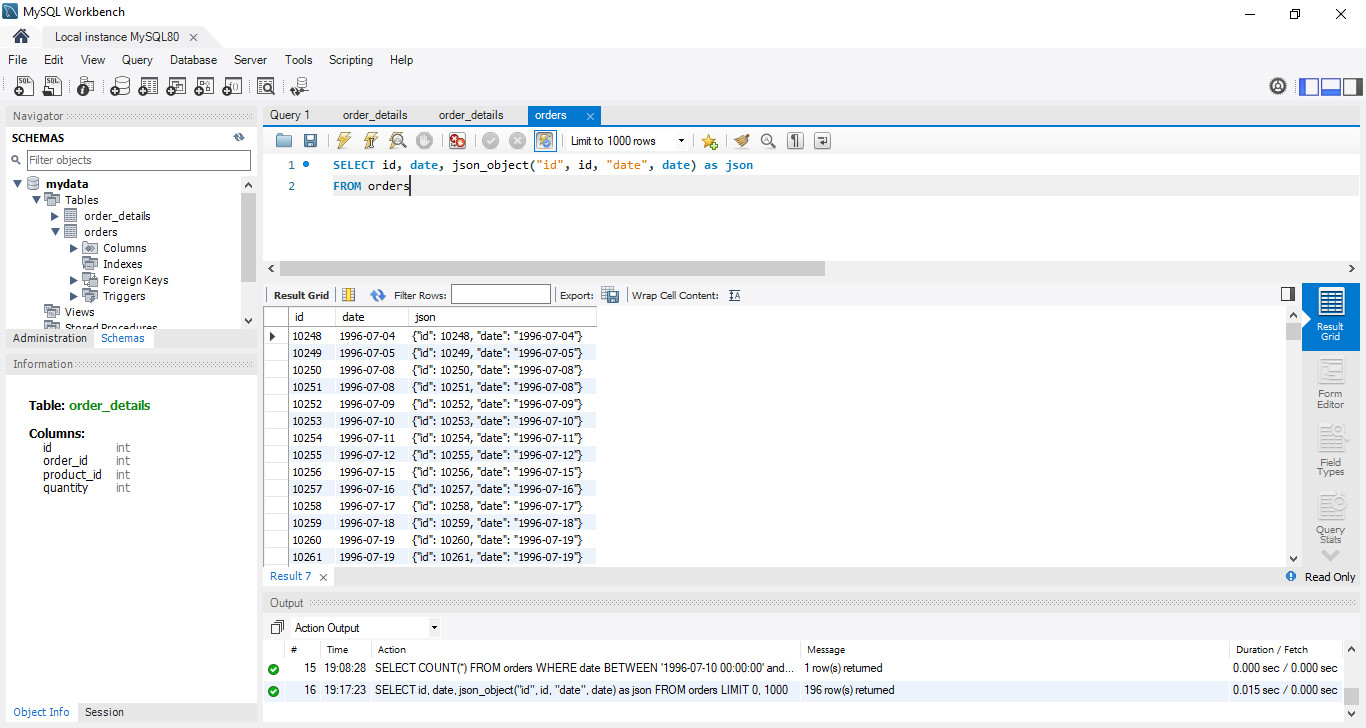 MySQL Workbench
Local instance MySQL80
File Edit View Query Database Server Tools Scripting Help
Navigator
SCHEMAS
Filter objects
mydata
Tables
order_details
orders
Columns
Indexes
Foreign Keys
Triggers
Views
Stored Procedures
Administration Schemas
Information
Table: order_details
Columns:
id int
order_id int
product_id int
quantity int
Object Info Session
Query 1 order_details order_details orders
Limit to 1000 rows
1 SELECT id, date, json_object("id", id, "date", date) as json
2 FROM orders
Result Grid Filter Rows: Export: Wrap Cell Content:
id date json
10248 1996-07-04 {"id": 10248, "date": "1996-07-04"}
10249 1996-07-05 {"id": 10249, "date": "1996-07-05"}
10250 1996-07-08 {"id": 10250, "date": "1996-07-08"}
10251 1996-07-08 {"id": 10251, "date": "1996-07-08"}
10252 1996-07-09 {"id": 10252, "date": "1996-07-09"}
10253 1996-07-10 {"id": 10253, "date": "1996-07-10"}
10254 1996-07-11 {"id": 10254, "date": "1996-07-11"}
10255 1996-07-12 {"id": 10255, "date": "1996-07-12"}
10256 1996-07-15 {"id": 10256, "date": "1996-07-15"}
10257 1996-07-16 {"id": 10257, "date": "1996-07-16"}
10258 1996-07-17 {"id": 10258, "date": "1996-07-17"}
10259 1996-07-18 {"id": 10259, "date": "1996-07-18"}
10260 1996-07-19 {"id": 10260, "date": "1996-07-19"}
10261 1996-07-19 {"id": 10261, "date": "1996-07-19"}
Result Grid
Form Editor
Field Types
Query Stats
Result 7
Read Only
Output
Action Output
# Time Action Message Duration / Fetch
15 19:08:28 SELECT COUNT(*) FROM orders WHERE date BETWEEN '1996-07-10 00:00:00' and... 1 row(s) returned 0.000 sec / 0.000 sec
16 19:17:23 SELECT id, date, json_object("id", id, "date", date) as json FROM orders LIMIT 0, 1000 196 row(s) returned 0.015 sec / 0.000 sec